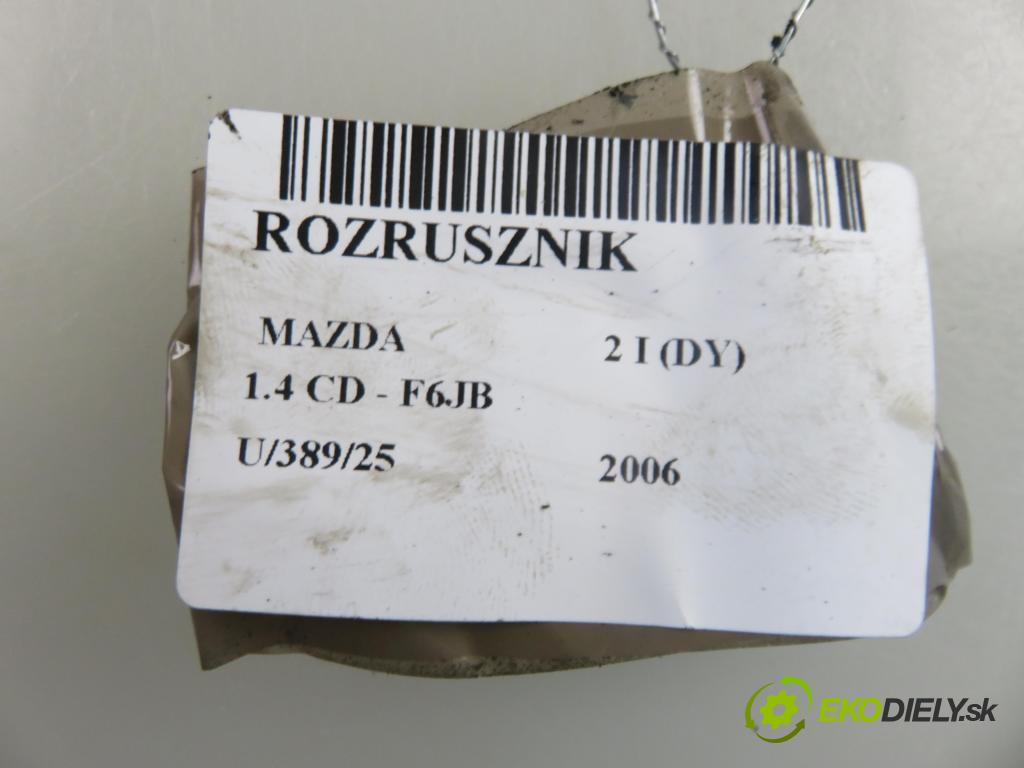 ROZRUSZNIK
MAZDA 2 I (DY)
1.4 CD - F6JB
U/389/25 2006
EKODIELY.sk